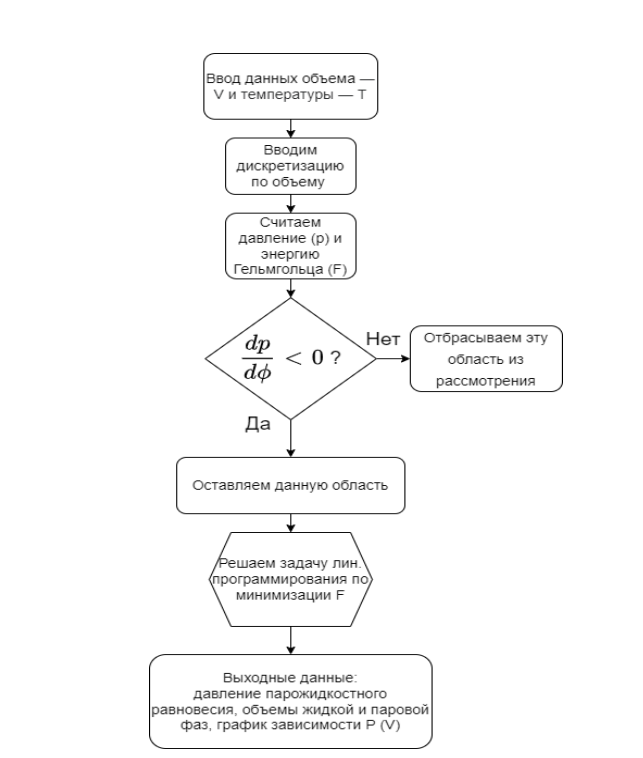 Ввод данных объема —
V и температуры — T
Вводим
дискретизацию
по объему
Считаем
давление (p) и
энергию
Гельмгольца (F)
dp
dϕ
< 0 ?
Нет
Отбрасываем эту
область из
рассмотрения
Да
Оставляем данную область
Решаем задачу лин.
программирования по
минимизации F
Выходные данные:
давление парожидкостного
равновесия, объемы жидкой и паровой
фаз, график зависимости P (V)